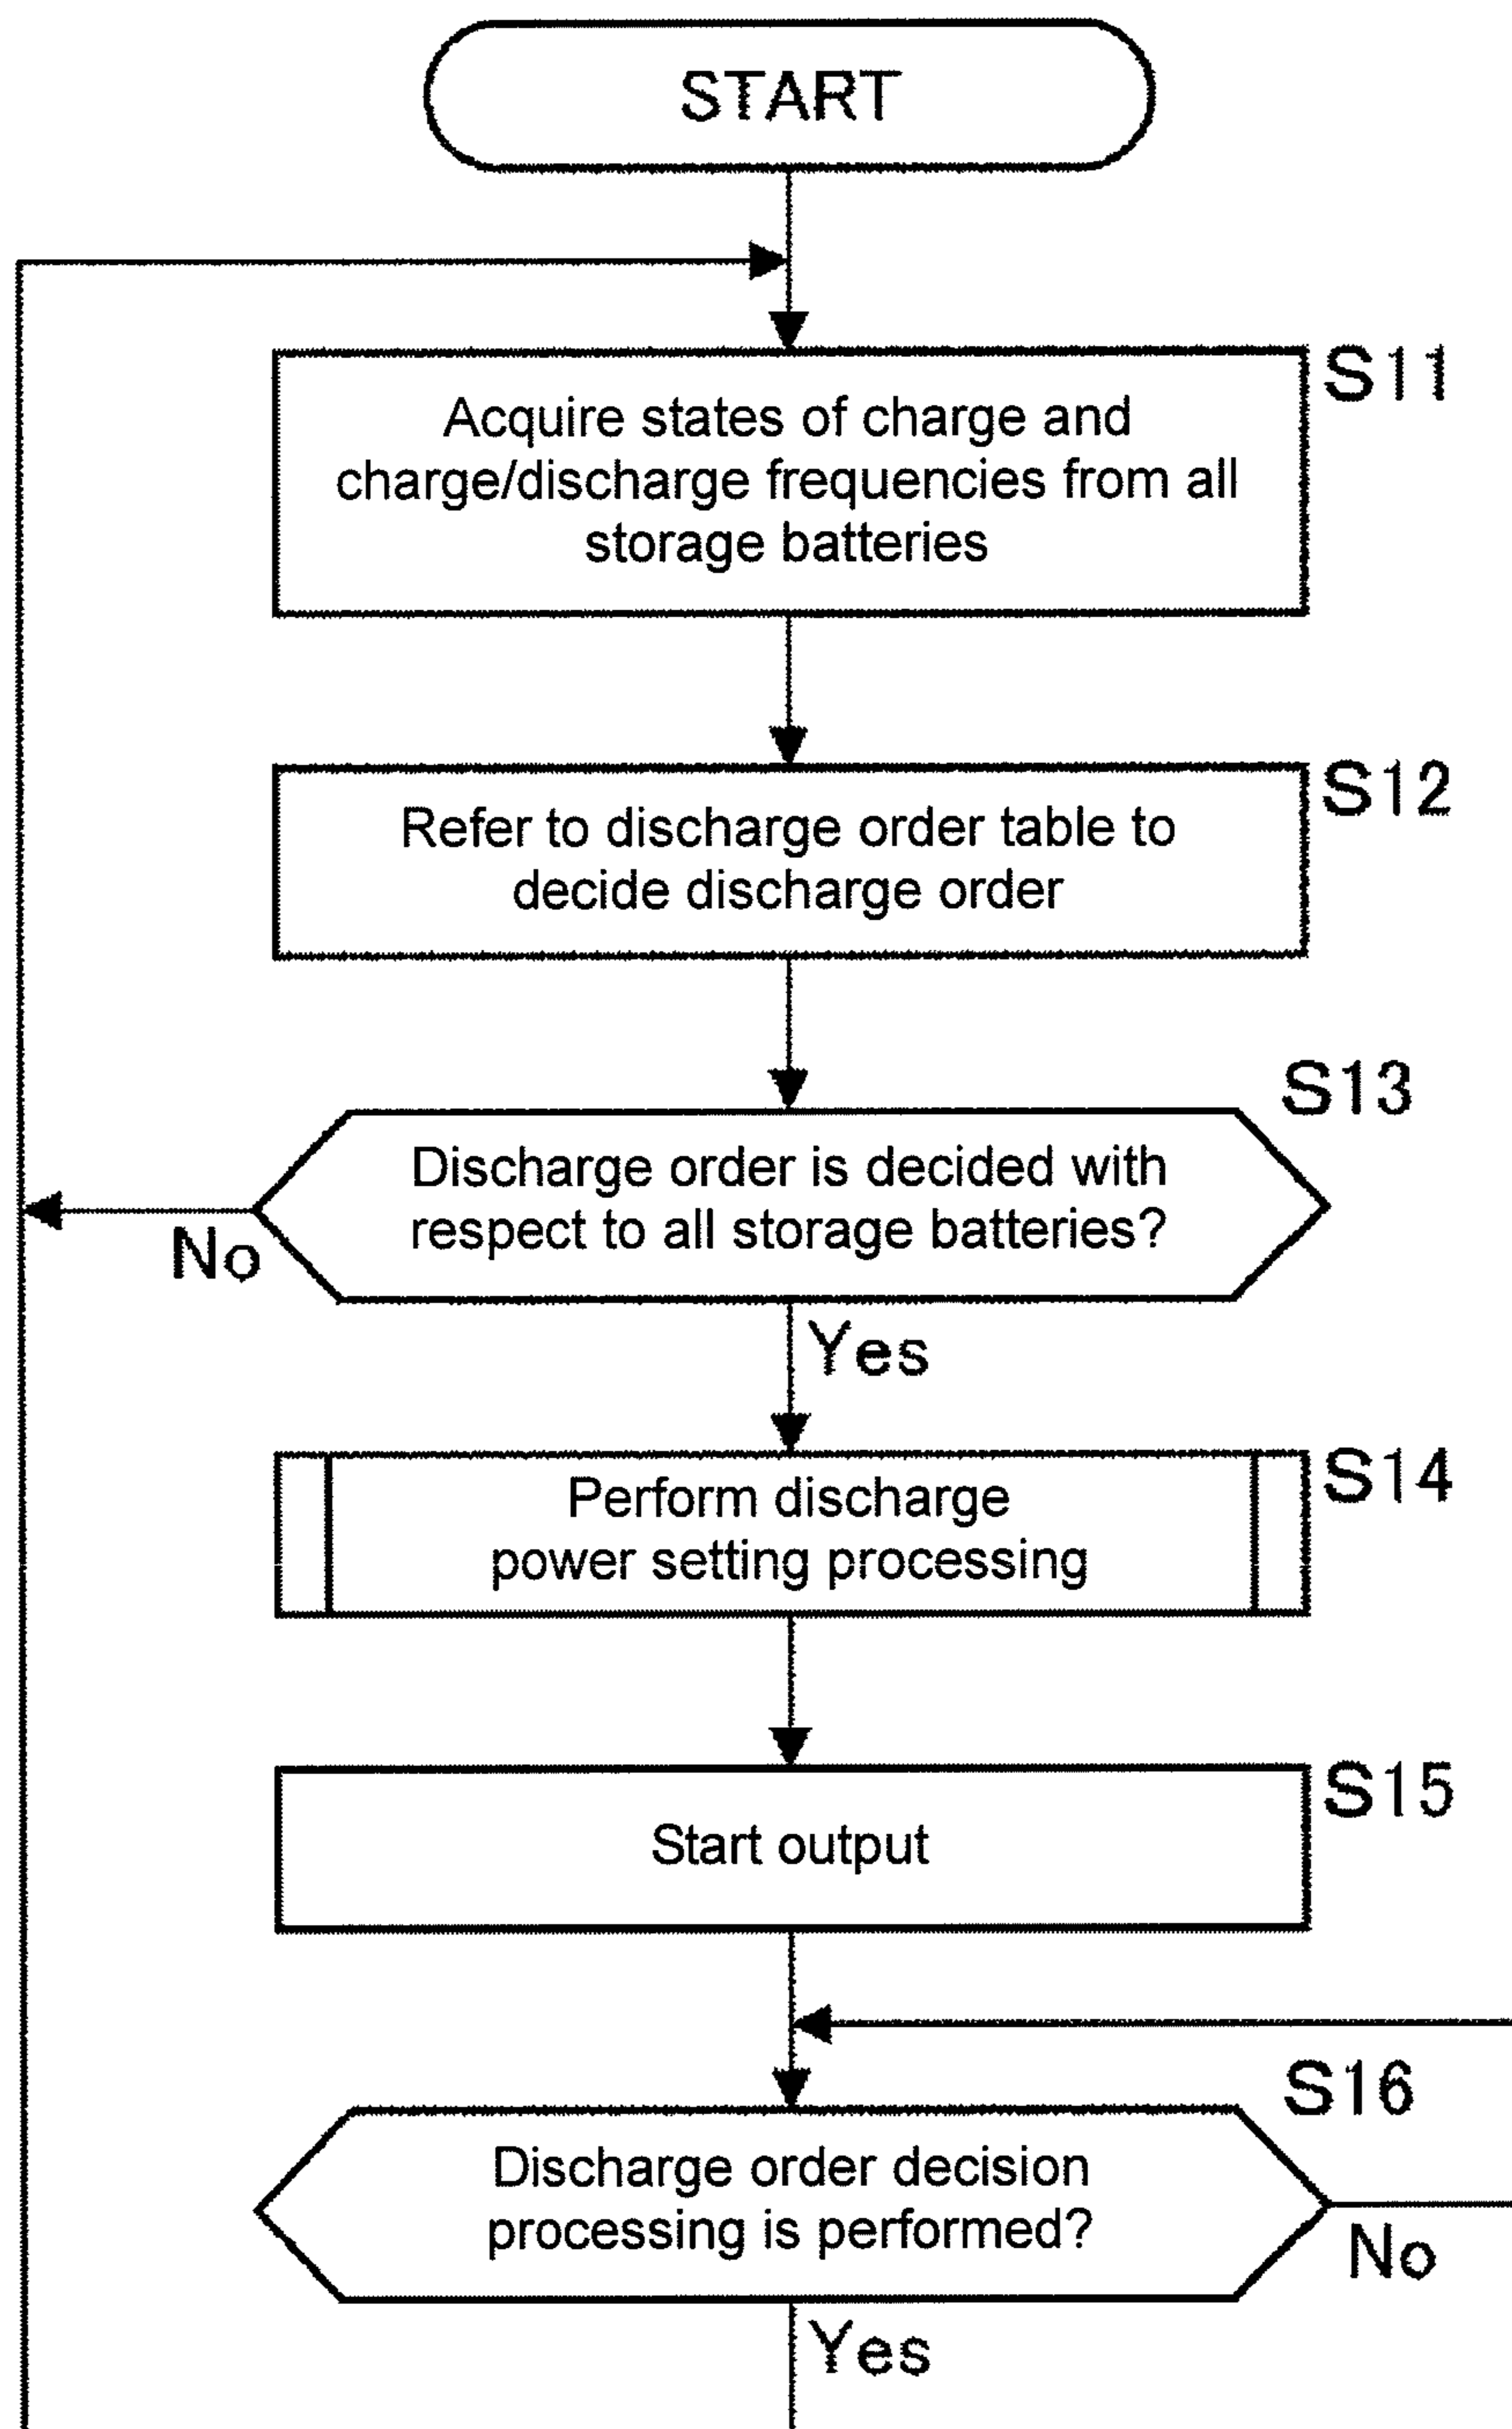 START
S11
Acquire states of charge and
charge/discharge frequencies from all
storage batteries
S12
Refer to discharge order table to
decide discharge order
S13
Discharge order is decided with
respect to all storage batteries?
No
Yes
S14
Perform discharge
power setting processing
S15
Start output
S16
Discharge order decision
processing is performed?
No
Yes